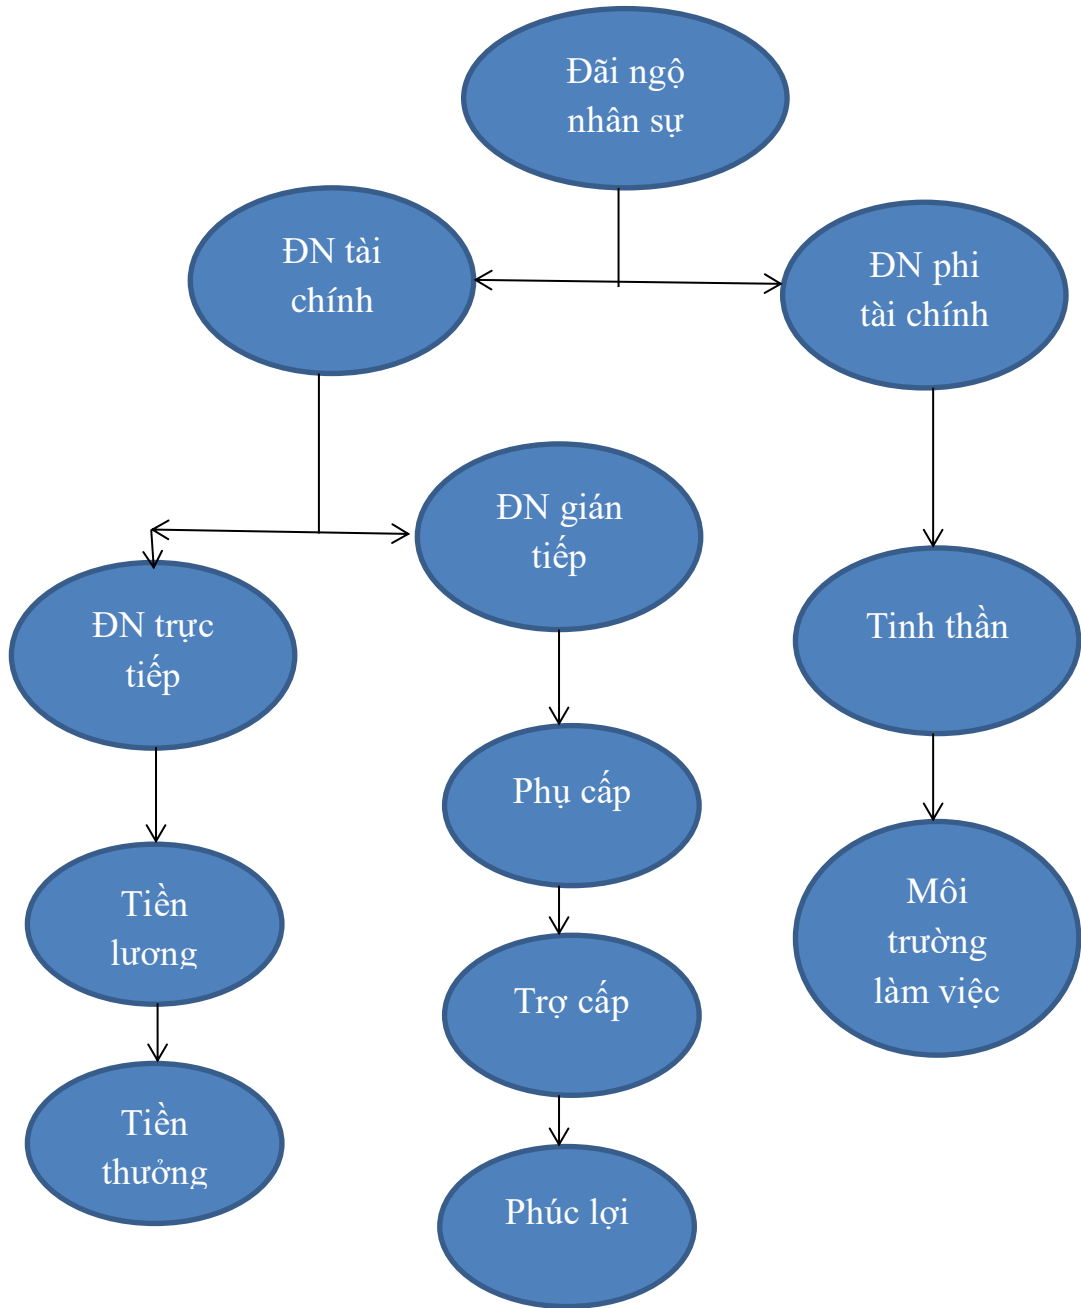 Đãi ngộ
nhân sự
ĐN tài
chính
ĐN phi
tài chính
ĐN gián
tiếp
ĐN trực
tiếp
Tinh thần
Phụ cấp
Tiền
lương
Môi
trường
làm việc
Trợ cấp
Tiền
thưởng
Phúc lợi